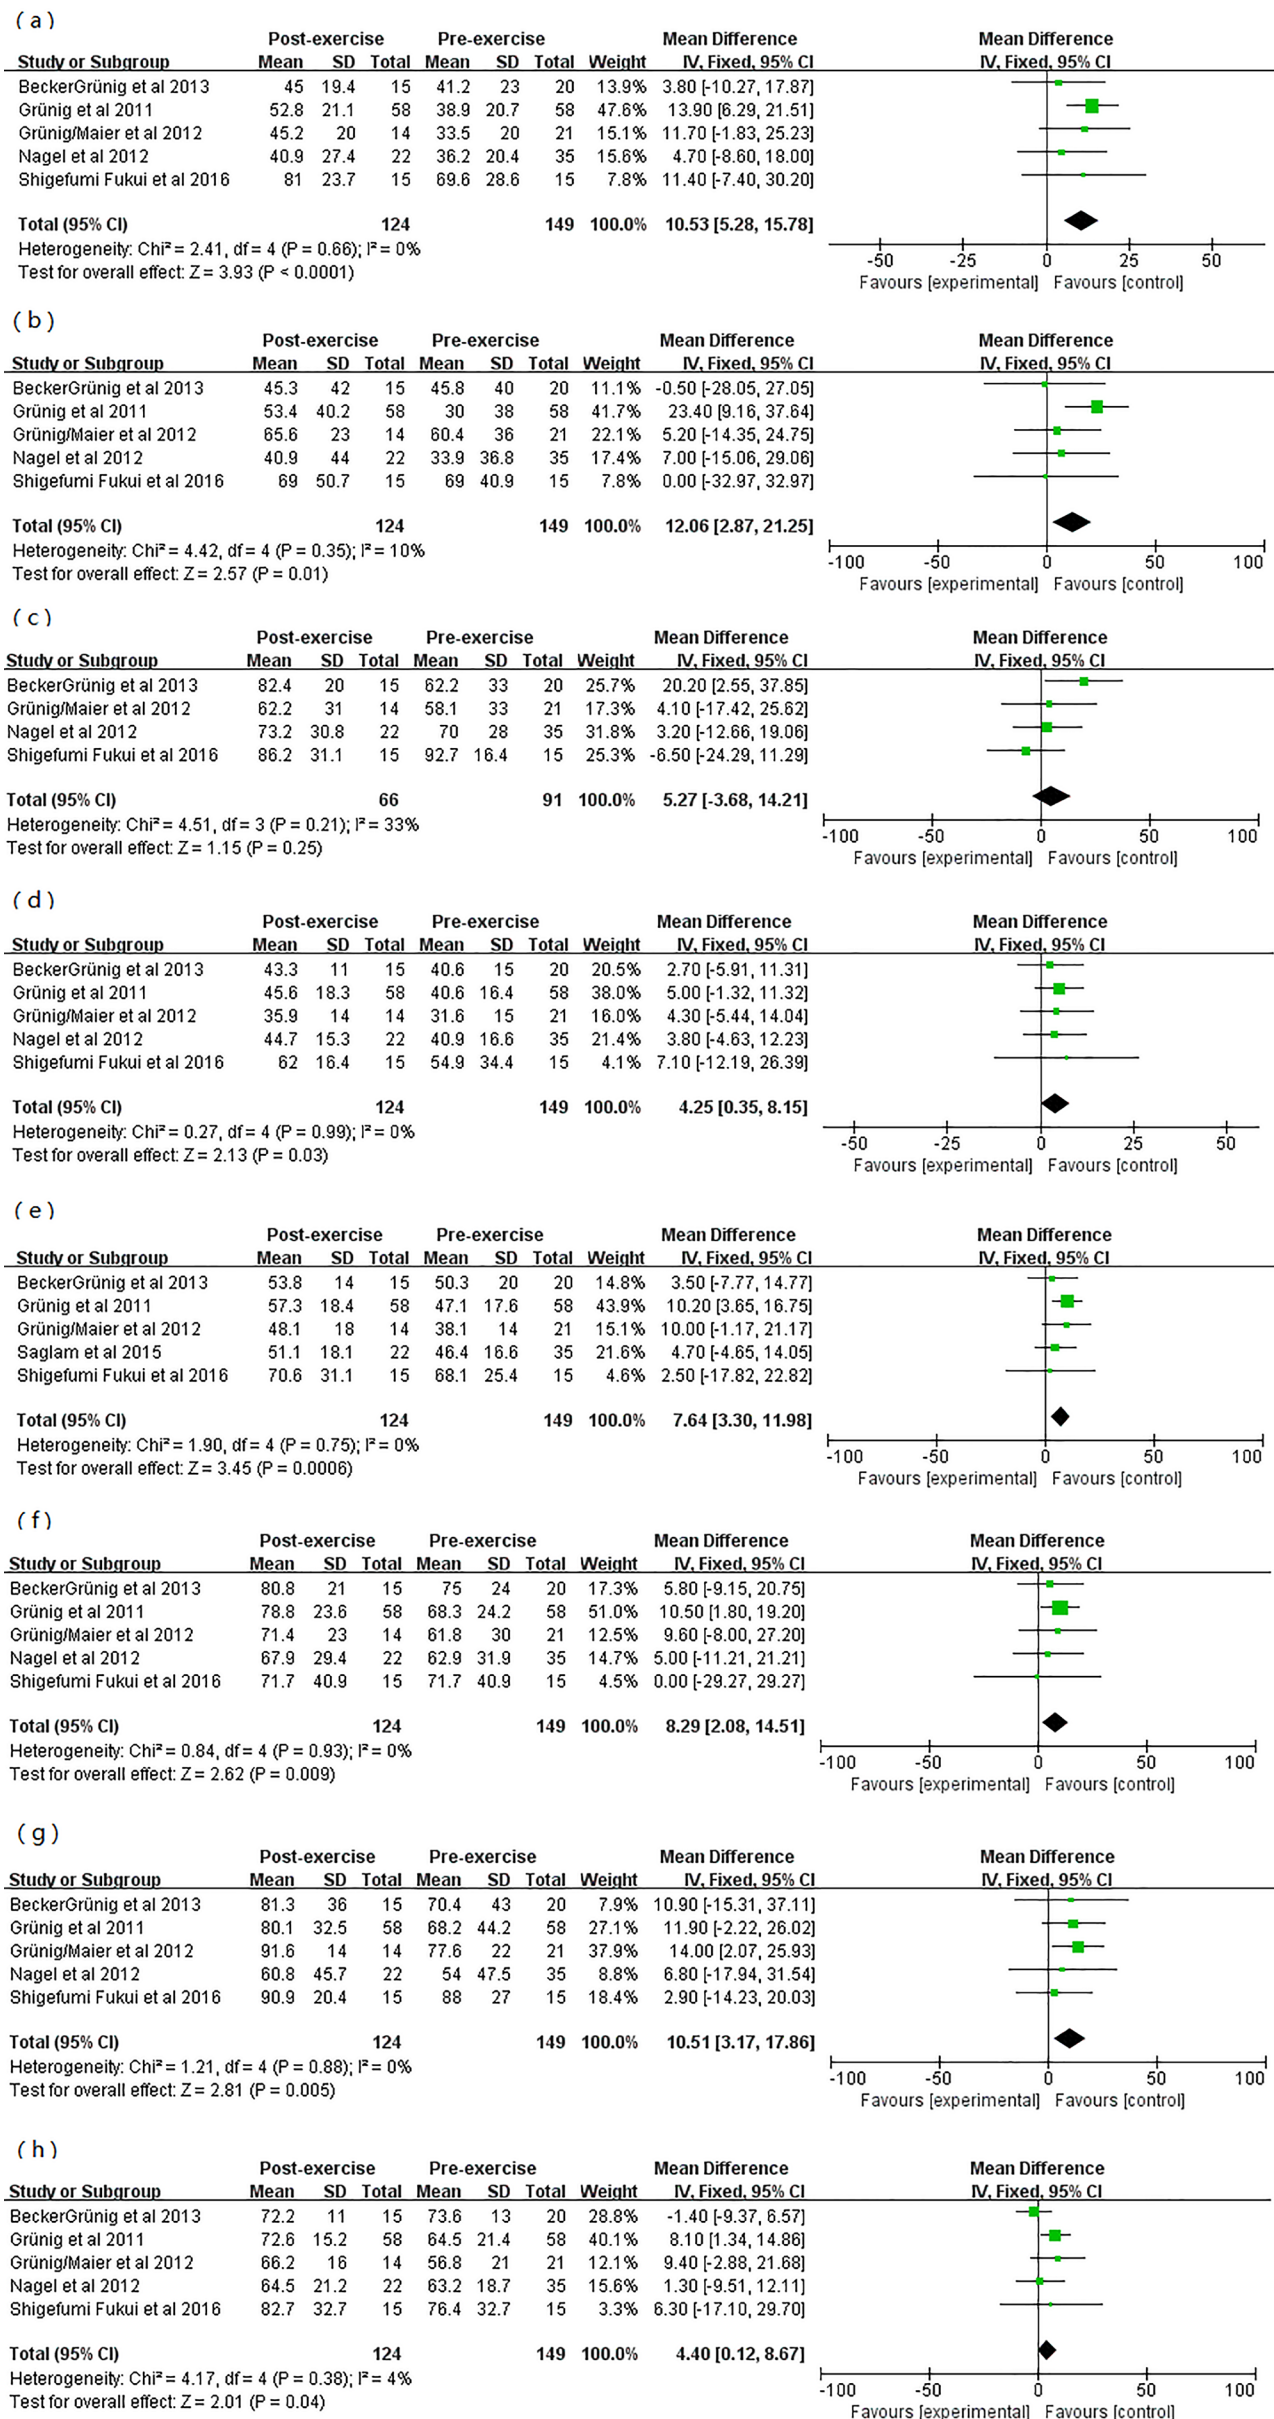 (a)
Post-exercise Pre-exercise Mean Difference Mean Difference
Study or Subgroup Mean SD Total Mean SD Total Weight IV, Fixed, 95% CI IV, Fixed, 95% CI
BeckerGrünig et al 2013 45 19.4 15 41.2 23 20 13.9% 3.80 [-10.27, 17.87]
Grünig et al 2011 52.8 21.1 58 38.9 20.7 58 47.6% 13.90 [6.29, 21.51]
Grünig/Maier et al 2012 45.2 20 14 33.5 20 21 15.1% 11.70 [-1.83, 25.23]
Nagel et al 2012 40.9 27.4 22 36.2 20.4 35 15.6% 4.70 [-8.60, 18.00]
Shigefumi Fukui et al 2016 81 23.7 15 69.6 28.6 15 7.8% 11.40 [-7.40, 30.20]
Total (95% CI) 124 149 100.0% 10.53 [5.28, 15.78]
Heterogeneity: Chi² = 2.41, df = 4 (P = 0.66); I² = 0%
Test for overall effect: Z = 3.93 (P < 0.0001)
-50 -25 0 25 50
Favours [experimental] Favours [control]
(b)
Post-exercise Pre-exercise Mean Difference Mean Difference
Study or Subgroup Mean SD Total Mean SD Total Weight IV, Fixed, 95% CI IV, Fixed, 95% CI
BeckerGrünig et al 2013 45.3 42 15 45.8 40 20 11.1% -0.50 [-28.05, 27.05]
Grünig et al 2011 53.4 40.2 58 30 38 58 41.7% 23.40 [9.16, 37.64]
Grünig/Maier et al 2012 65.6 23 14 60.4 36 21 22.1% 5.20 [-14.35, 24.75]
Nagel et al 2012 40.9 44 22 33.9 36.8 35 17.4% 7.00 [-15.06, 29.06]
Shigefumi Fukui et al 2016 69 50.7 15 69 40.9 15 7.8% 0.00 [-32.97, 32.97]
Total (95% CI) 124 149 100.0% 12.06 [2.87, 21.25]
Heterogeneity: Chi² = 4.42, df = 4 (P = 0.35); I² = 10%
Test for overall effect: Z = 2.57 (P = 0.01)
-100 -50 0 50 100
Favours [experimental] Favours [control]
(c)
Post-exercise Pre-exercise Mean Difference Mean Difference
Study or Subgroup Mean SD Total Mean SD Total Weight IV, Fixed, 95% CI IV, Fixed, 95% CI
BeckerGrünig et al 2013 82.4 20 15 62.2 33 20 25.7% 20.20 [2.55, 37.85]
Grünig/Maier et al 2012 62.2 31 14 58.1 33 21 17.3% 4.10 [-17.42, 25.62]
Nagel et al 2012 73.2 30.8 22 70 28 35 31.8% 3.20 [-12.66, 19.06]
Shigefumi Fukui et al 2016 86.2 31.1 15 92.7 16.4 15 25.3% -6.50 [-24.29, 11.29]
Total (95% CI) 66 91 100.0% 5.27 [-3.68, 14.21]
Heterogeneity: Chi² = 4.51, df = 3 (P = 0.21); I² = 33%
Test for overall effect: Z = 1.15 (P = 0.25)
-100 -50 0 50 100
Favours [experimental] Favours [control]
(d)
Post-exercise Pre-exercise Mean Difference Mean Difference
Study or Subgroup Mean SD Total Mean SD Total Weight IV, Fixed, 95% CI IV, Fixed, 95% CI
BeckerGrünig et al 2013 43.3 11 15 40.6 15 20 20.5% 2.70 [-5.91, 11.31]
Grünig et al 2011 45.6 18.3 58 40.6 16.4 58 38.0% 5.00 [-1.32, 11.32]
Grünig/Maier et al 2012 35.9 14 14 31.6 15 21 16.0% 4.30 [-5.44, 14.04]
Nagel et al 2012 44.7 15.3 22 40.9 16.6 35 21.4% 3.80 [-4.63, 12.23]
Shigefumi Fukui et al 2016 62 16.4 15 54.9 34.4 15 4.1% 7.10 [-12.19, 26.39]
Total (95% CI) 124 149 100.0% 4.25 [0.35, 8.15]
Heterogeneity: Chi² = 0.27, df = 4 (P = 0.99); I² = 0%
Test for overall effect: Z = 2.13 (P = 0.03)
-50 -25 0 25 50
Favours [experimental] Favours [control]
(e)
Post-exercise Pre-exercise Mean Difference Mean Difference
Study or Subgroup Mean SD Total Mean SD Total Weight IV, Fixed, 95% CI IV, Fixed, 95% CI
BeckerGrünig et al 2013 53.8 14 15 50.3 20 20 14.8% 3.50 [-7.77, 14.77]
Grünig et al 2011 57.3 18.4 58 47.1 17.6 58 43.9% 10.20 [3.65, 16.75]
Grünig/Maier et al 2012 48.1 18 14 38.1 14 21 15.1% 10.00 [-1.17, 21.17]
Saglam et al 2015 51.1 18.1 22 46.4 16.6 35 21.6% 4.70 [-4.65, 14.05]
Shigefumi Fukui et al 2016 70.6 31.1 15 68.1 25.4 15 4.6% 2.50 [-17.82, 22.82]
Total (95% CI) 124 149 100.0% 7.64 [3.30, 11.98]
Heterogeneity: Chi² = 1.90, df = 4 (P = 0.75); I² = 0%
Test for overall effect: Z = 3.45 (P = 0.0006)
-100 -50 0 50 100
Favours [experimental] Favours [control]
(f)
Post-exercise Pre-exercise Mean Difference Mean Difference
Study or Subgroup Mean SD Total Mean SD Total Weight IV, Fixed, 95% CI IV, Fixed, 95% CI
BeckerGrünig et al 2013 80.8 21 15 75 24 20 17.3% 5.80 [-9.15, 20.75]
Grünig et al 2011 78.8 23.6 58 68.3 24.2 58 51.0% 10.50 [1.80, 19.20]
Grünig/Maier et al 2012 71.4 23 14 61.8 30 21 12.5% 9.60 [-8.00, 27.20]
Nagel et al 2012 67.9 29.4 22 62.9 31.9 35 14.7% 5.00 [-11.21, 21.21]
Shigefumi Fukui et al 2016 71.7 40.9 15 71.7 40.9 15 4.5% 0.00 [-29.27, 29.27]
Total (95% CI) 124 149 100.0% 8.29 [2.08, 14.51]
Heterogeneity: Chi² = 0.84, df = 4 (P = 0.93); I² = 0%
Test for overall effect: Z = 2.62 (P = 0.009)
-100 -50 0 50 100
Favours [experimental] Favours [control]
(g)
Post-exercise Pre-exercise Mean Difference Mean Difference
Study or Subgroup Mean SD Total Mean SD Total Weight IV, Fixed, 95% CI IV, Fixed, 95% CI
BeckerGrünig et al 2013 81.3 36 15 70.4 43 20 7.9% 10.90 [-15.31, 37.11]
Grünig et al 2011 80.1 32.5 58 68.2 44.2 58 27.1% 11.90 [-2.22, 26.02]
Grünig/Maier et al 2012 91.6 14 14 77.6 22 21 37.9% 14.00 [2.07, 25.93]
Nagel et al 2012 60.8 45.7 22 54 47.5 35 8.8% 6.80 [-17.94, 31.54]
Shigefumi Fukui et al 2016 90.9 20.4 15 88 27 15 18.4% 2.90 [-14.23, 20.03]
Total (95% CI) 124 149 100.0% 10.51 [3.17, 17.86]
Heterogeneity: Chi² = 1.21, df = 4 (P = 0.88); I² = 0%
Test for overall effect: Z = 2.81 (P = 0.005)
-100 -50 0 50 100
Favours [experimental] Favours [control]
(h)
Post-exercise Pre-exercise Mean Difference Mean Difference
Study or Subgroup Mean SD Total Mean SD Total Weight IV, Fixed, 95% CI IV, Fixed, 95% CI
BeckerGrünig et al 2013 72.2 11 15 73.6 13 20 28.8% -1.40 [-9.37, 6.57]
Grünig et al 2011 72.6 15.2 58 64.5 21.4 58 40.1% 8.10 [1.34, 14.86]
Grünig/Maier et al 2012 66.2 16 14 56.8 21 21 12.1% 9.40 [-2.88, 21.68]
Nagel et al 2012 64.5 21.2 22 63.2 18.7 35 15.6% 1.30 [-9.51, 12.11]
Shigefumi Fukui et al 2016 82.7 32.7 15 76.4 32.7 15 3.3% 6.30 [-17.10, 29.70]
Total (95% CI) 124 149 100.0% 4.40 [0.12, 8.67]
Heterogeneity: Chi² = 4.17, df = 4 (P = 0.38); I² = 4%
Test for overall effect: Z = 2.01 (P = 0.04)
-100 -50 0 50 100
Favours [experimental] Favours [control]